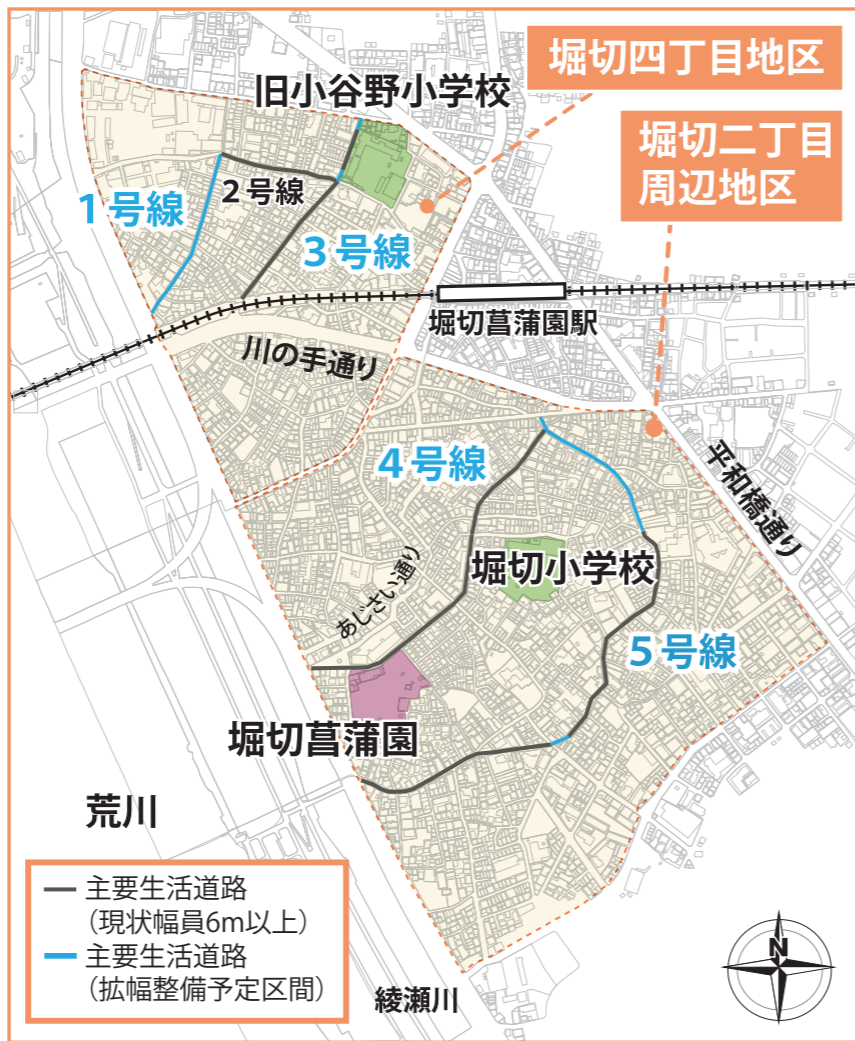 堀切四丁目地区
旧小谷野小学校
堀切二丁目
周辺地区
1号線
2号線
3号線
堀切菖蒲園駅
川の手通り
4号線
平和橋通り
堀切小学校
あじさい通り
5号線
堀切菖蒲園
荒川
主要生活道路
（現状幅員6m以上）
主要生活道路
（拡幅整備予定区間）
綾瀬川
N